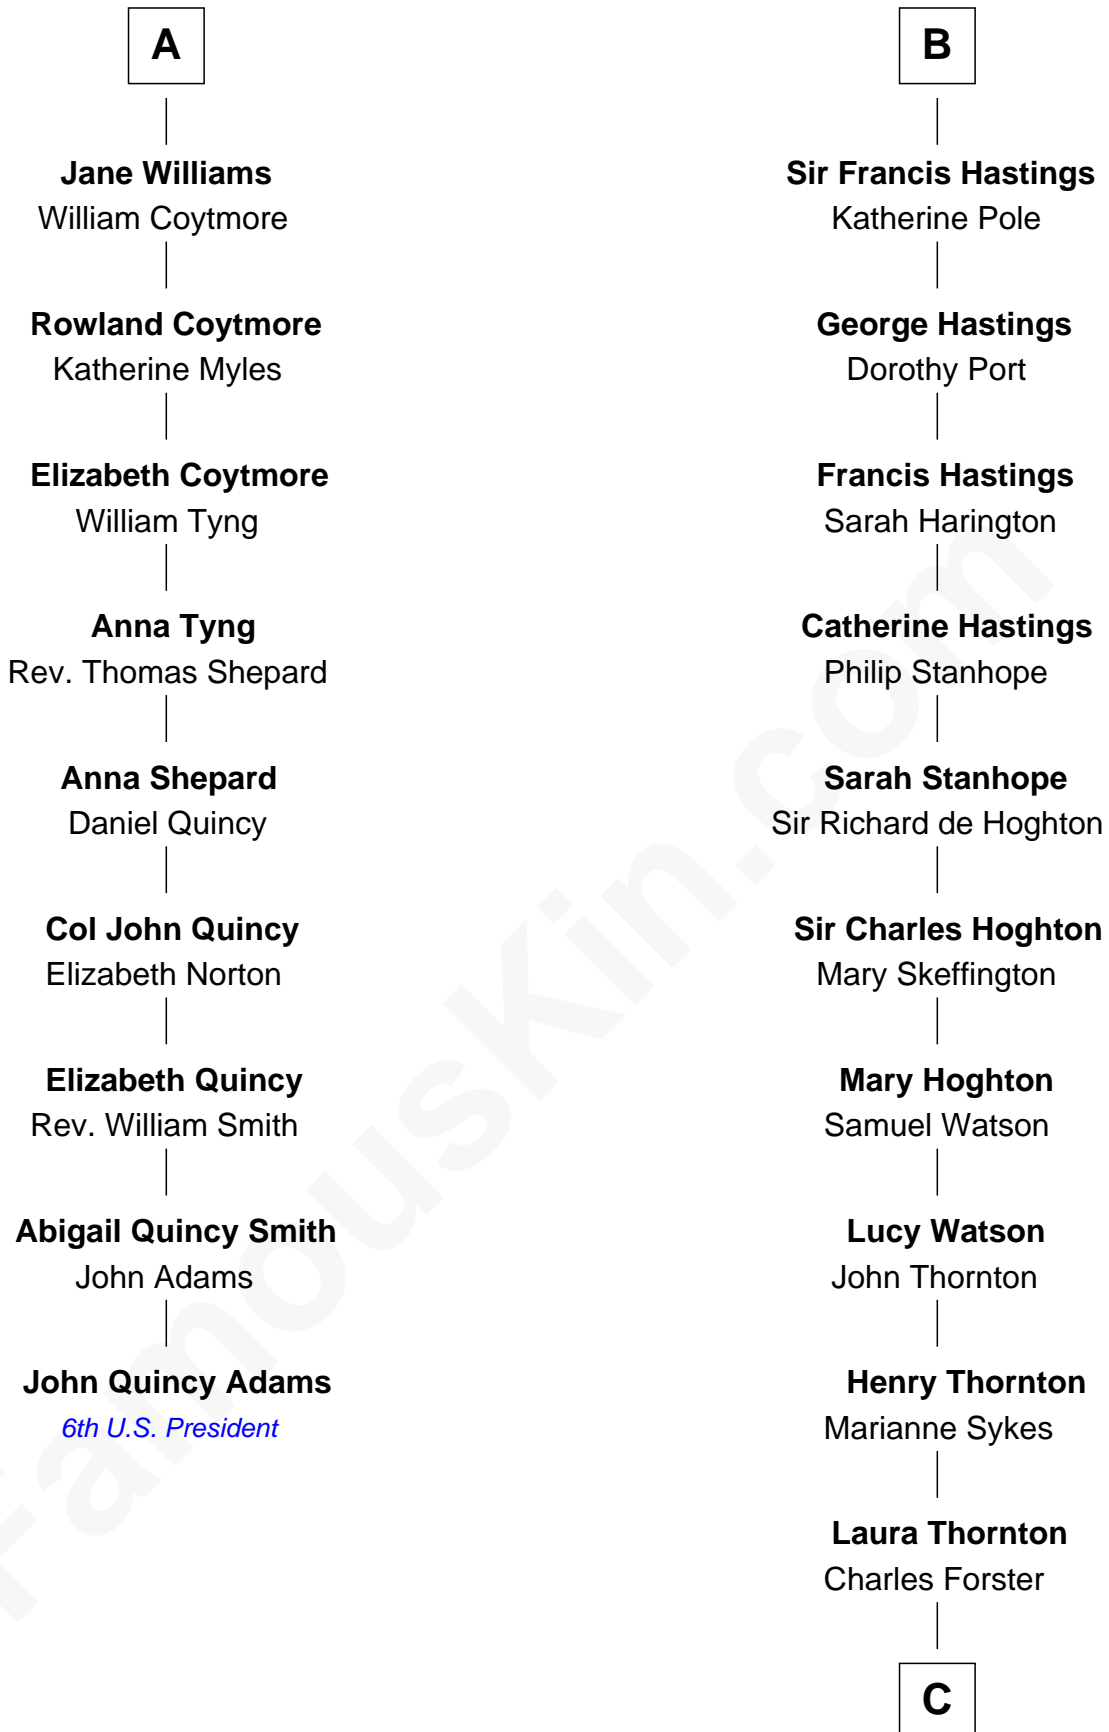 A
Jane Williams
William Coytmore
Rowland Coytmore
Katherine Myles
Elizabeth Coytmore
William Tyng
Anna Tyng
Rev. Thomas Shepard
Anna Shepard
Daniel Quincy
Col John Quincy
Elizabeth Norton
Elizabeth Quincy
Rev. William Smith
Abigail Quincy Smith
John Adams
John Quincy Adams
6th U.S. President
B
Sir Francis Hastings
Katherine Pole
George Hastings
Dorothy Port
Francis Hastings
Sarah Harington
Catherine Hastings
Philip Stanhope
Sarah Stanhope
Sir Richard de Hoghton
Sir Charles Hoghton
Mary Skeffington
Mary Hoghton
Samuel Watson
Lucy Watson
John Thornton
Henry Thornton
Marianne Sykes
Laura Thornton
Charles Forster
C
FamousKin.com